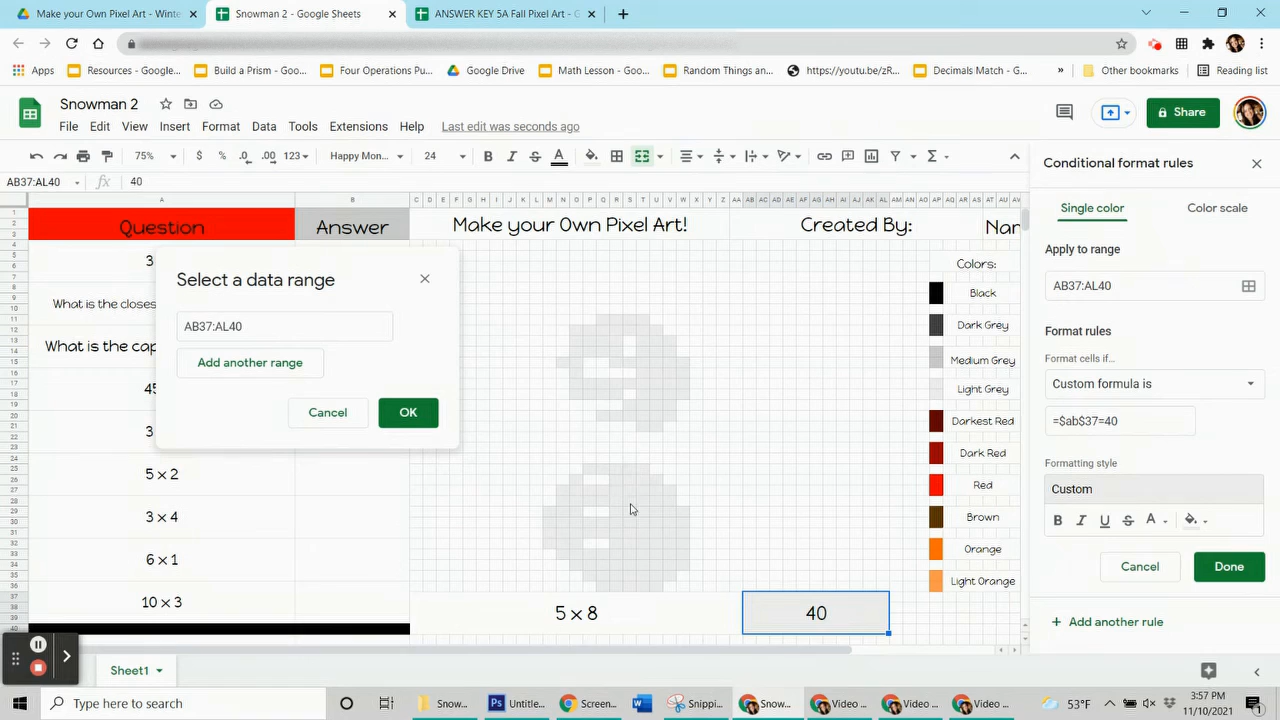 Make your Own Pixel Art - Winte
Snowman 2 - Google Sheets
ANSWER KEY 5A Fall Pixel Art - G
Apps
Resources - Google...
Build a Prism - Goo...
Four Operations Pu...
Google Drive
Math Lesson - Goo...
Random Things an...
https://youtu.be/zR...
Decimals Match - G...
»
Other bookmarks
Reading list
Snowman 2
Share
File Edit View Insert Format Data Tools Extensions Help Last edit was seconds ago
75% $ % .0 .00 123 Happy Mon... 24 B I S A
AB37:AL40 fx 40
Question Answer Make your Own Pixel Art! Created By: Nar
3
What is the closes
What is the cap
45
3
5 x 2
3 x 4
6 x 1
10 x 3
5 x 8
40
Select a data range
AB37:AL40
Add another range
Cancel OK
Colors:
Black
Dark Grey
Medium Grey
Light Grey
Darkest Red
Dark Red
Red
Brown
Orange
Light Orange
Conditional format rules
Single color Color scale
Apply to range
AB37:AL40
Format rules
Format cells if...
Custom formula is
=$ab$37=40
Formatting style
Custom
B I U S A
Cancel Done
+ Add another rule
Sheet1
Type here to search
Snow...
Untitle...
Screen...
Snippi...
Snow...
Video ...
Video ...
Video ...
53°F
3:57 PM
11/10/2021